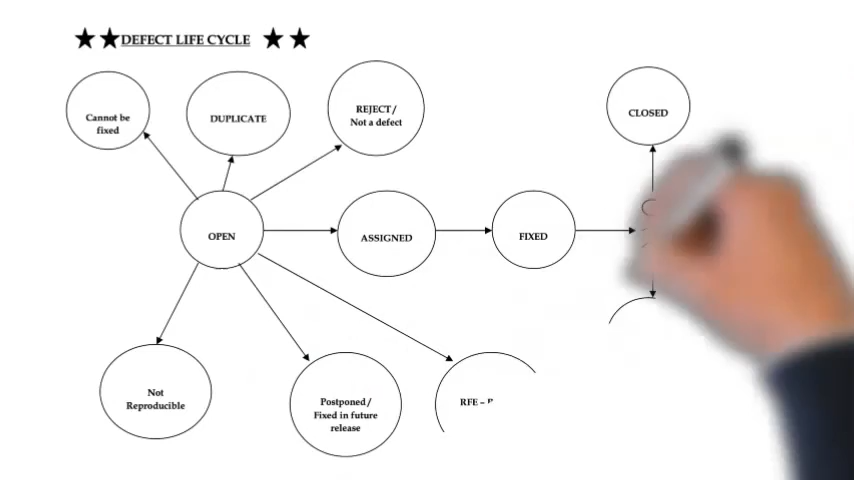 DEFECT LIFE CYCLE
Cannot be
fixed
DUPLICATE
REJECT/
Not a defect
CLOSED
OPEN
ASSIGNED
FIXED
Not
Reproducible
Postponed/
Fixed in future
release
RFE –